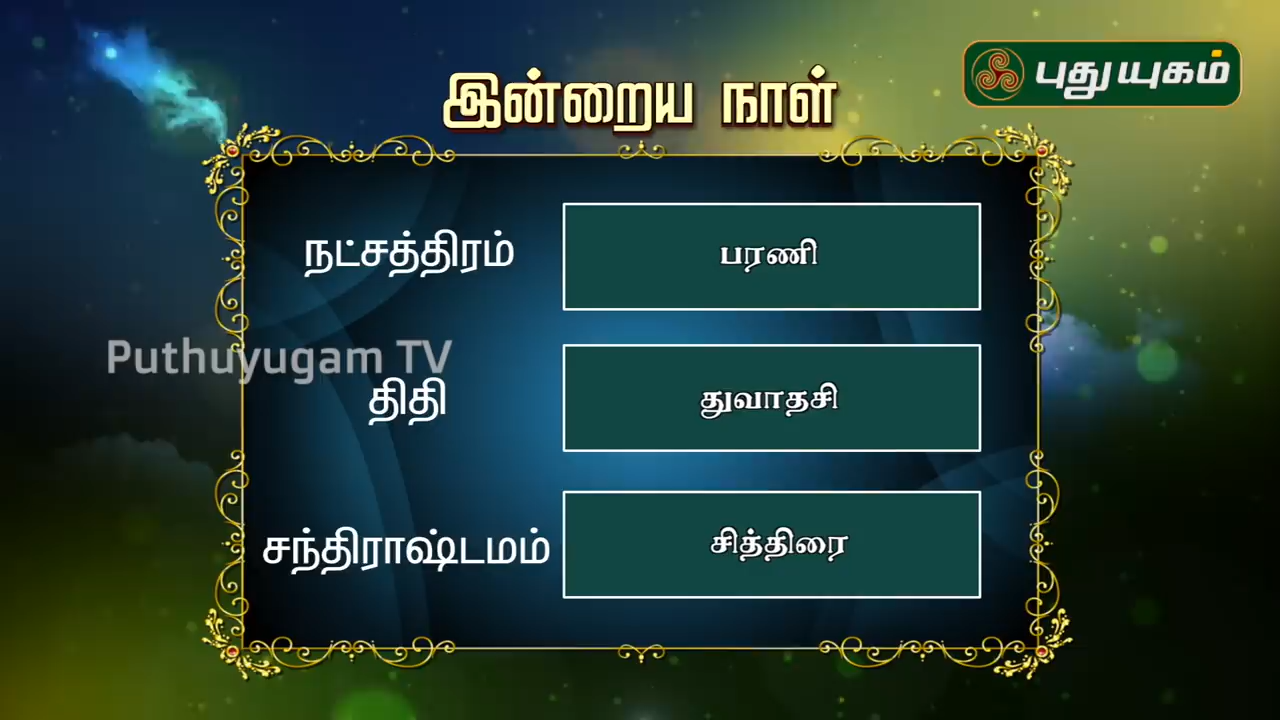 இன்றைய நாள்
புதுயுகம்
நட்சத்திரம்
பரணி
Puthuyugam TV
திதி
துவாதசி
சந்திராஷ்டமம்
சித்திரை